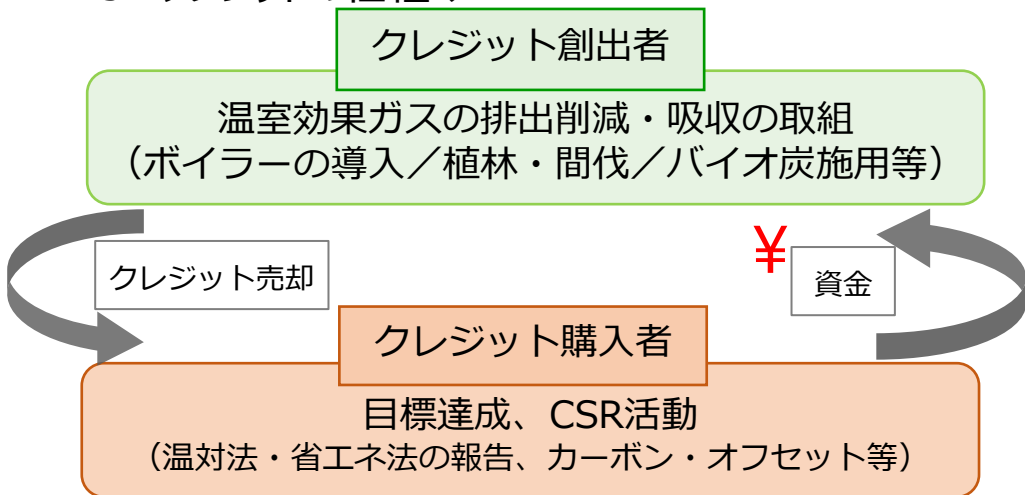 クレジット創出者
温室効果ガスの排出削減・吸収の取組
（ボイラーの導入／植林・間伐／バイオ炭施用等）
クレジット売却
¥
資金
クレジット購入者
目標達成、CSR活動
（温対法・省エネ法の報告、カーボン・オフセット等）